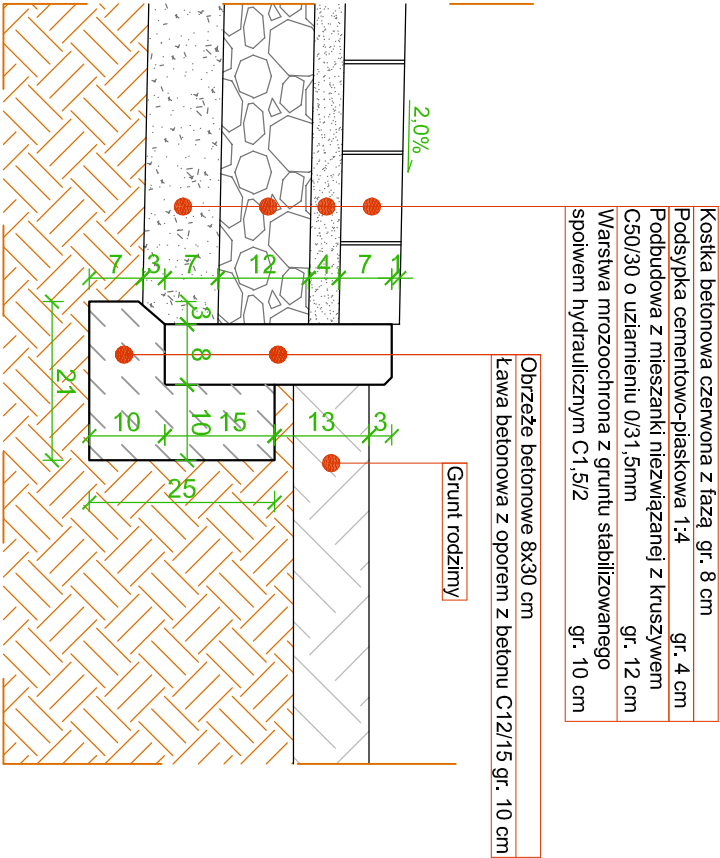 Kostka betonowa czerwona z fazą gr. 8 cm
Podsypka cementowo-piaskowa 1:4 gr. 4 cm
Podbudowa z mieszanki niezwiązanej z kruszywem
C50/30 o uziarnieniu 0/31,5mm gr. 12 cm
Warstwa mrozoochrona z gruntu stabilizowanego
spoiwem hydraulicznym C1,5/2 gr. 10 cm
Obrzeże betonowe 8x30 cm
Ława betonowa z oporem z betonu C12/15 gr. 10 cm
Grunt rodzimy
2,0%
7 3 7 12 4 7 1
3
8
10
21
10 15 13 3
25